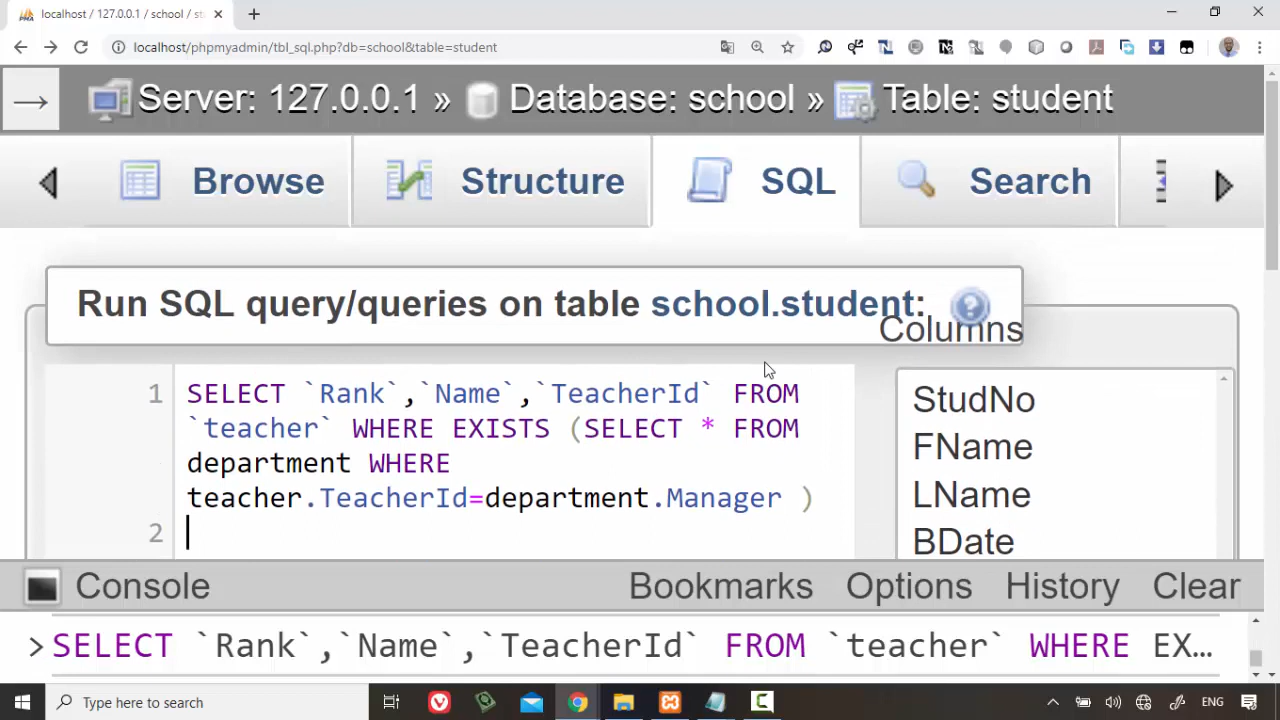 localhost / 127.0.0.1 / school / st
localhost/phpmyadmin/tbl_sql.php?db=school&table=student
Server: 127.0.0.1 » Database: school » Table: student
Browse Structure SQL Search
Run SQL query/queries on table school.student:
Columns
1 SELECT `Rank`,`Name`,`TeacherId` FROM
`teacher` WHERE EXISTS (SELECT * FROM
department WHERE
teacher.TeacherId=department.Manager )
2
StudNo
FName
LName
BDate
Console Bookmarks Options History Clear
>SELECT `Rank`,`Name`,`TeacherId` FROM `teacher` WHERE EX…
Type here to search
ENG